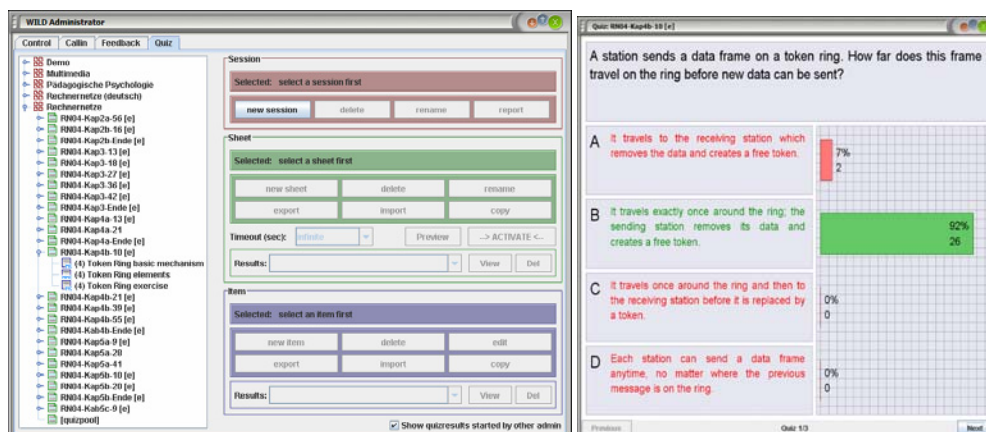 WILD Administrator
Control Callin Feedback Quiz
Demo
Multimedia
Pädagogische Psychologie
Rechnernetze (deutsch)
Rechnernetze
RN04-Kap2a-56 [e]
RN04-Kap2b-16 [e]
RN04-Kap2b-Ende [e]
RN04-Kap3-13 [e]
RN04-Kap3-18 [e]
RN04-Kap3-27 [e]
RN04-Kap3-36 [e]
RN04-Kap3-42 [e]
RN04-Kap3-Ende [e]
RN04-Kap4a-13 [e]
RN04-Kap4a-21
RN04-Kap4a-Ende [e]
RN04-Kap4b-10 [e]
(4) Token Ring basic mechanism
(4) Token Ring elements
(4) Token Ring exercise
RN04-Kap4b-21 [e]
RN04-Kap4b-39 [e]
RN04-Kap4b-55 [e]
RN04-Kab4b-Ende [e]
RN04-Kap5a-9 [e]
RN04-Kap5a-28
RN04-Kap5a-41
RN04-Kap5b-10 [e]
RN04-Kap5b-20 [e]
RN04-Kap5b-Ende [e]
RN04-Kab5c-9 [e]
[quizpool]
Session
Selected: select a session first
new session delete rename report
Sheet
Selected: select a sheet first
new sheet delete rename
export import copy
Timeout (sec): infinite Preview --> ACTIVATE <--
Results: View Del
Item
Selected: select an item first
new item delete edit
export import copy
Results: View Del
Show quizresults started by other admin
Quiz: RN04-Kap4b-10 [e]
A station sends a data frame on a token ring. How far does this frame
travel on the ring before new data can be sent?
A It travels to the receiving station which
removes the data and creates a free token.
7%
2
B It travels exactly once around the ring; the
sending station removes its data and
creates a free token.
92%
26
C It travels once around the ring and then to
the receiving station before it is replaced by
a token.
0%
0
D Each station can send a data frame
anytime, no matter where the previous
message is on the ring.
0%
0
Previous Quiz 1/3 Next